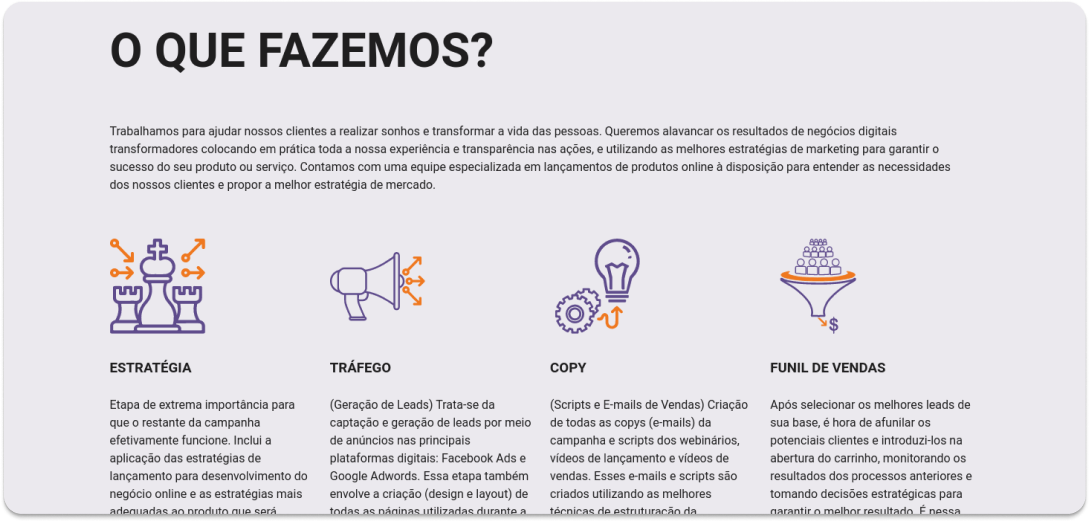 O QUE FAZEMOS?
Trabalhamos para ajudar nossos clientes a realizar sonhos e transformar a vida das pessoas. Queremos alavancar os resultados de negócios digitais
transformadores colocando em prática toda a nossa experiência e transparência nas ações, e utilizando as melhores estratégias de marketing para garantir o
sucesso do seu produto ou serviço. Contamos com uma equipe especializada em lançamentos de produtos online à disposição para entender as necessidades
dos nossos clientes e propor a melhor estratégia de mercado.
$
ESTRATÉGIA
Etapa de extrema importância para
que o restante da campanha
efetivamente funcione. Inclui a
aplicação das estratégias de
lançamento para desenvolvimento do
negócio online e as estratégias mais
adequadas ao produto que será
TRÁFEGO
(Geração de Leads) Trata-se da
captação e geração de leads por meio
de anúncios nas principais
plataformas digitais: Facebook Ads e
Google Adwords. Essa etapa também
envolve a criação (design e layout) de
todas as páginas utilizadas durante a
COPY
(Scripts e E-mails de Vendas) Criação
de todas as copys (e-mails) da
campanha e scripts dos webinários,
vídeos de lançamento e vídeos de
vendas. Esses e-mails e scripts são
criados utilizando as melhores
técnicas de estruturação da
FUNIL DE VENDAS
Após selecionar os melhores leads de
sua base, é hora de afunilar os
potenciais clientes e introduzi-los na
abertura do carrinho, monitorando os
resultados dos processos anteriores e
tomando decisões estratégicas para
garantir o melhor resultado. É nessa